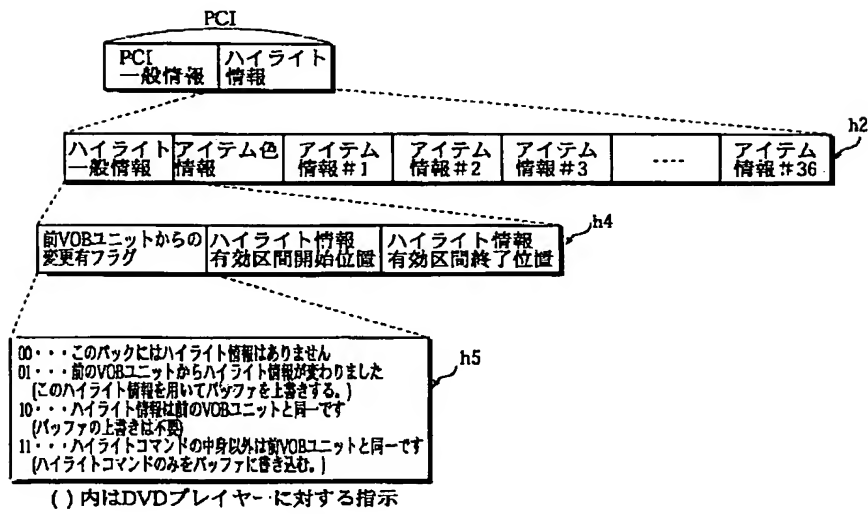 PCI
PCI
一般情報
ハイライト
情報
h2
ハイライト
一般情報
アイテム色
情報
アイテム
情報#1
アイテム
情報#2
アイテム
情報#3
----
アイテム
情報#36
h4
前VOBユニットからの
変更有フラグ
ハイライト情報
有効区間開始位置
ハイライト情報
有効区間終了位置
h5
00・・・このパックにはハイライト情報はありません
01・・・前のVOBユニットからハイライト情報が変わりました
(このハイライト情報を用いてバッファを上書きする。)
10・・・ハイライト情報は前のVOBユニットと同一です
(バッファの上書きは不要)
11・・・ハイライトコマンドの中身以外は前VOBユニットと同一です
(ハイライトコマンドのみをバッファに書き込む。)
( ) 内はDVDプレイヤーに対する指示